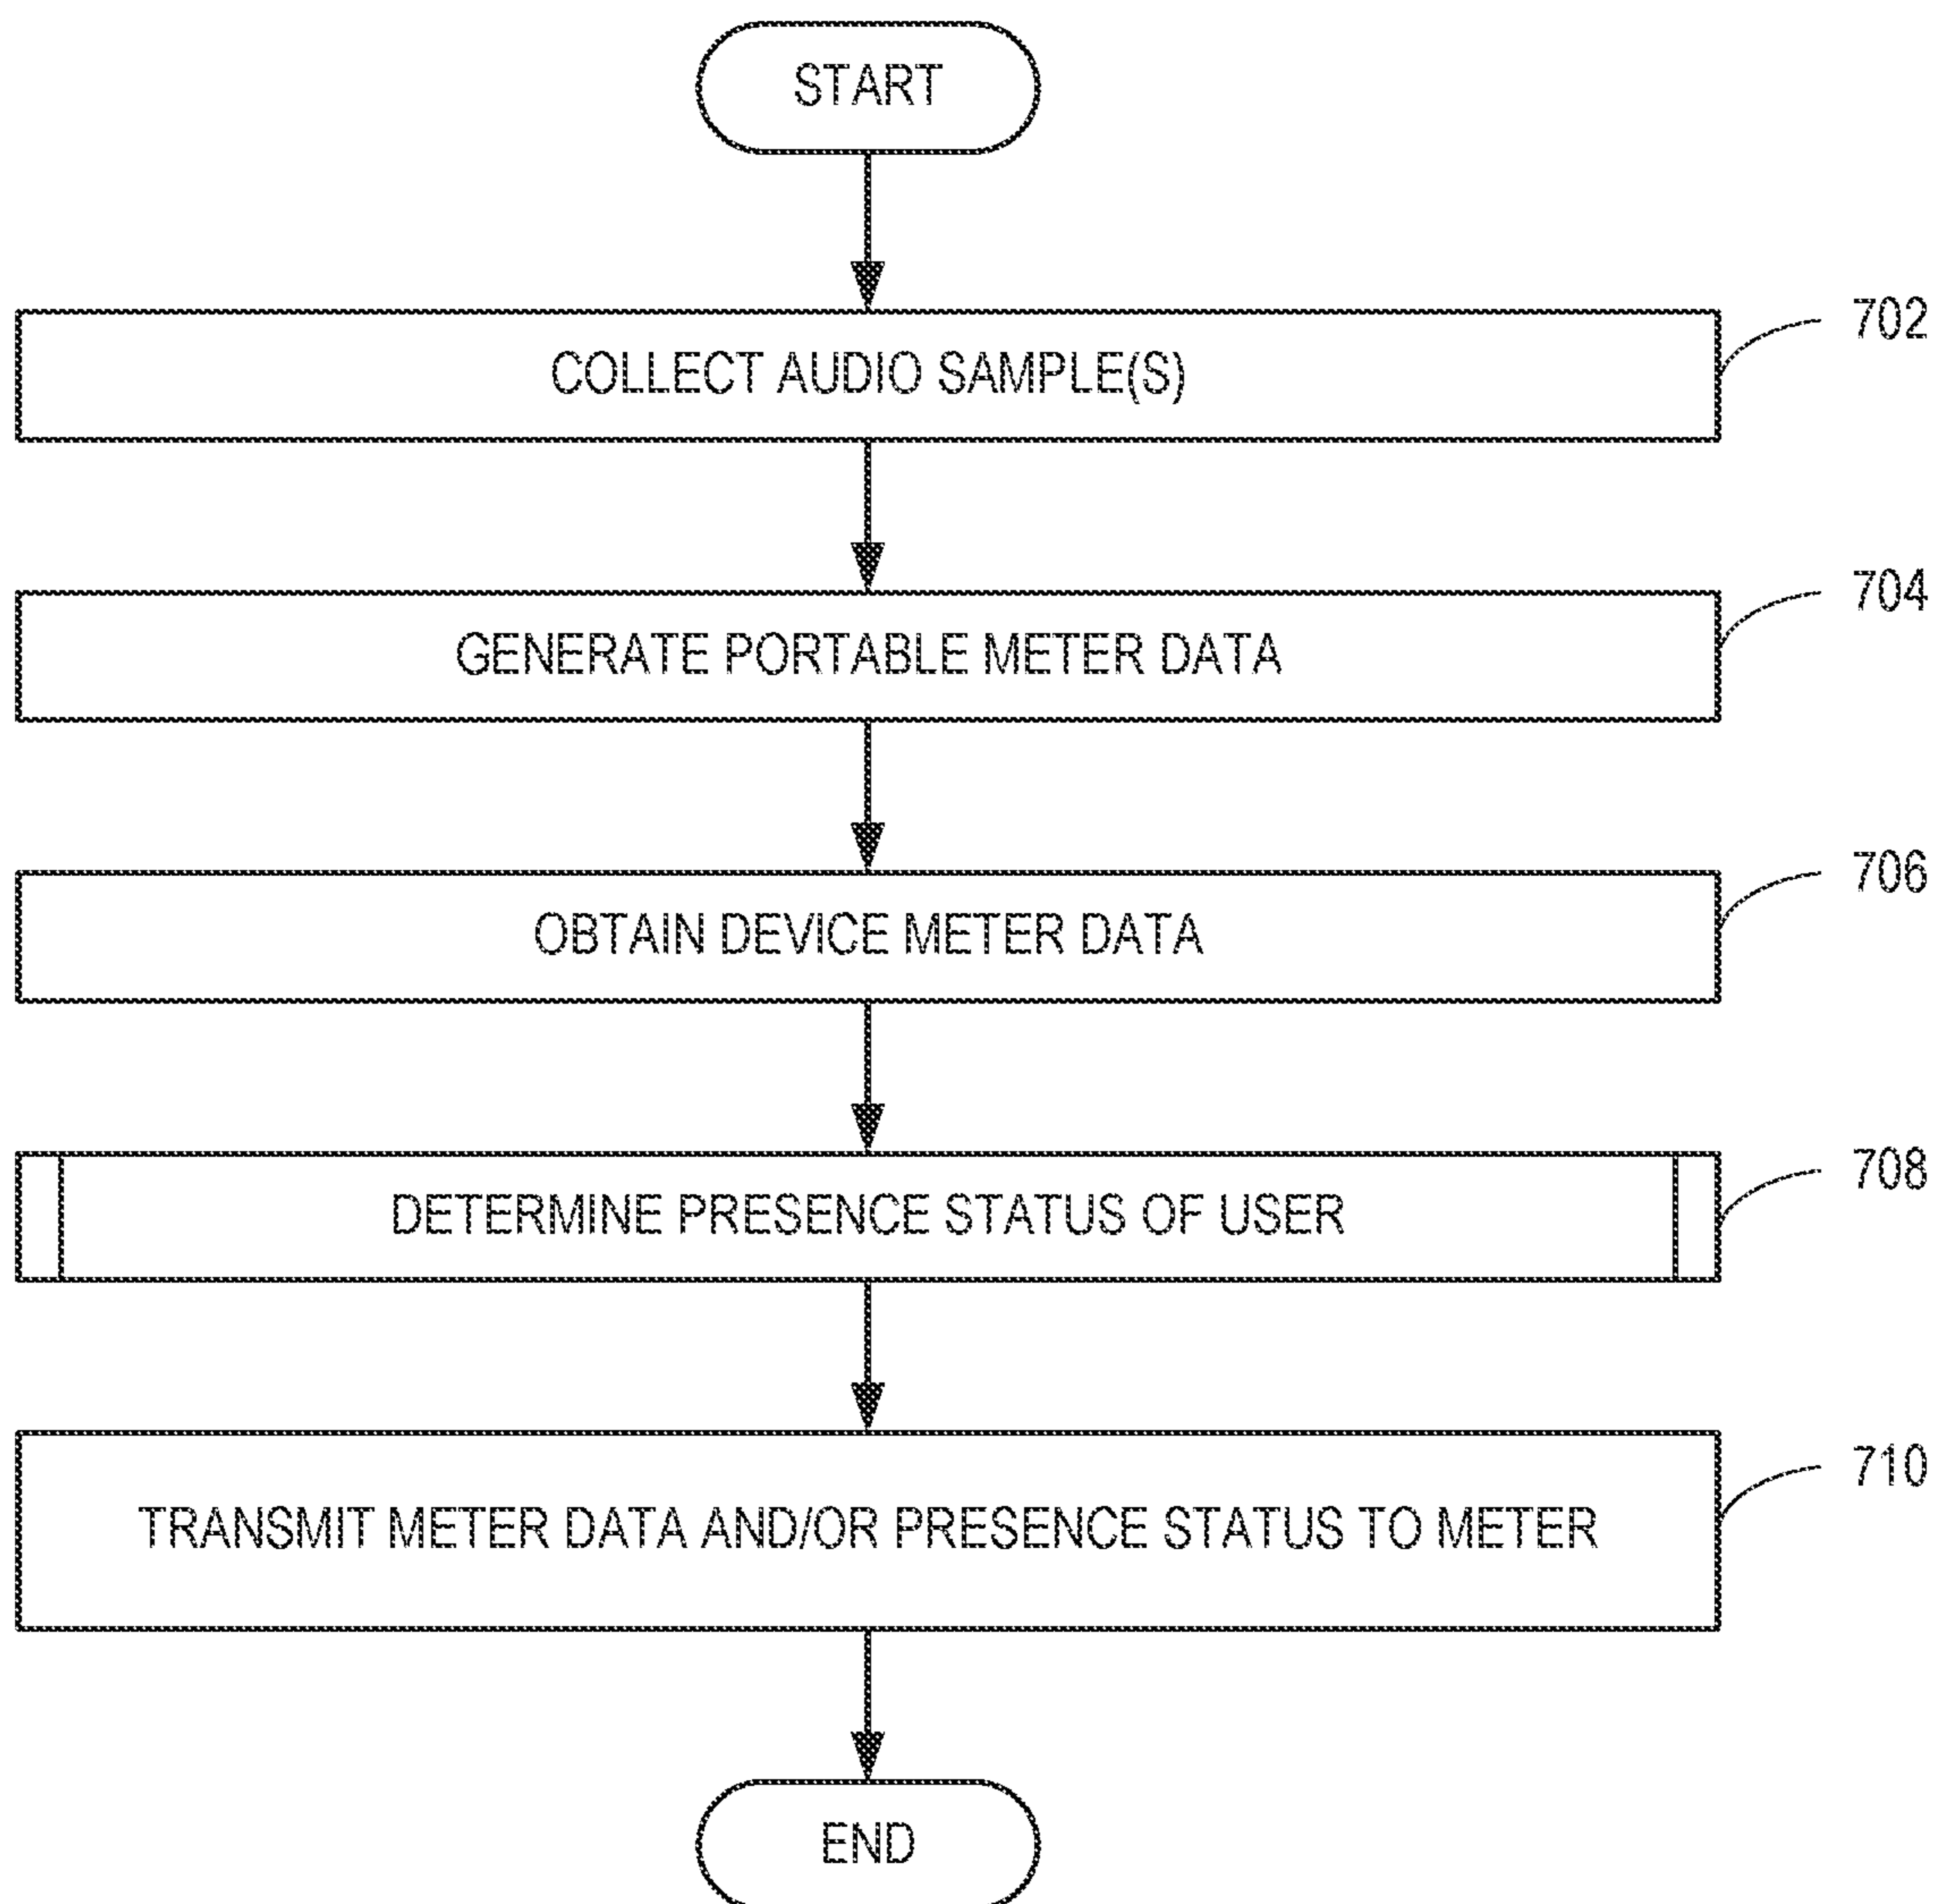 START
702
COLLECT AUDIO SAMPLE(S)
704
GENERATE PORTABLE METER DATA
706
OBTAIN DEVICE METER DATA
708
DETERMINE PRESENCE STATUS OF USER
710
TRANSMIT METER DATA AND/OR PRESENCE STATUS TO METER
END